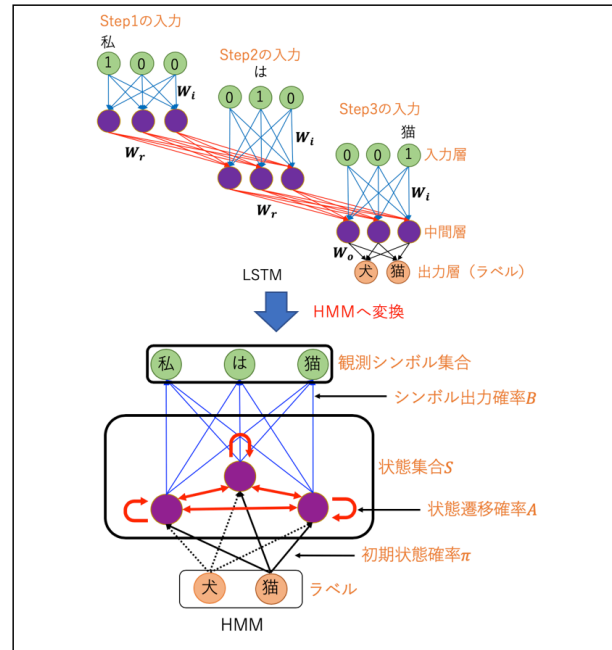 Step1の入力
私
1 0 0
W_i
W_r
Step2の入力
は
0 1 0
W_i
W_r
Step3の入力
猫
0 0 1
入力層
W_i
中間層
W_o
犬 猫
出力層（ラベル）
LSTM
HMMへ変換
私 は 猫
観測シンボル集合
シンボル出力確率B
状態集合S
状態遷移確率A
初期状態確率π
犬 猫
ラベル
HMM